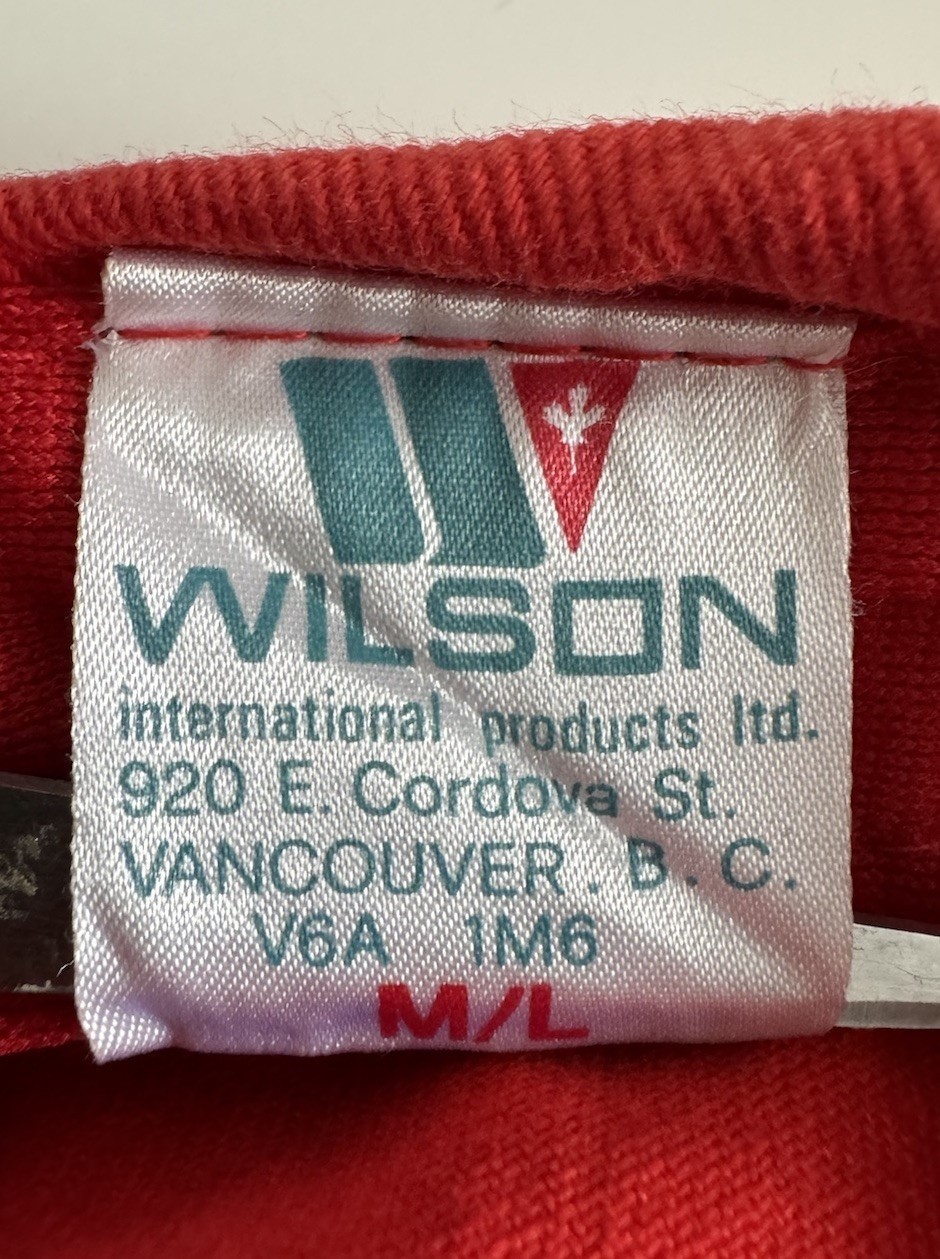 WILSON
international products ltd.
920 E. Cordova St.
VANCOUVER . B. C.
V6A 1M6
M/L